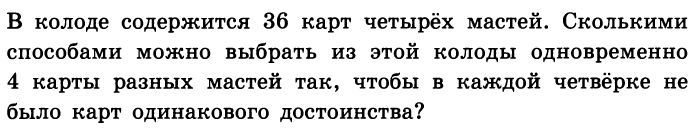 В колоде содержится 36 карт четырёх мастей. Сколькими
способами можно выбрать из этой колоды одновременно
4 карты разных мастей так, чтобы в каждой четвёрке не
было карт одинакового достоинства?